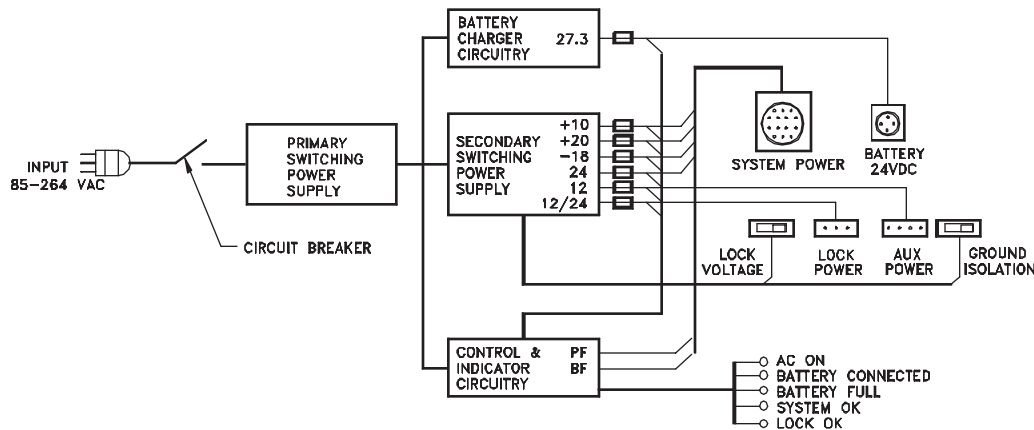 BATTERY
CHARGER
CIRCUITRY
27.3
PRIMARY
SWITCHING
POWER
SUPPLY
SECONDARY
SWITCHING
POWER
SUPPLY
+10
+20
-18
24
12
12/24
INPUT
85-264 VAC
CIRCUIT BREAKER
SYSTEM POWER
BATTERY
24VDC
LOCK
VOLTAGE
LOCK
POWER
AUX
POWER
GROUND
ISOLATION
CONTROL &
INDICATOR
CIRCUITRY
PF
BF
AC ON
BATTERY CONNECTED
BATTERY FULL
SYSTEM OK
LOCK OK